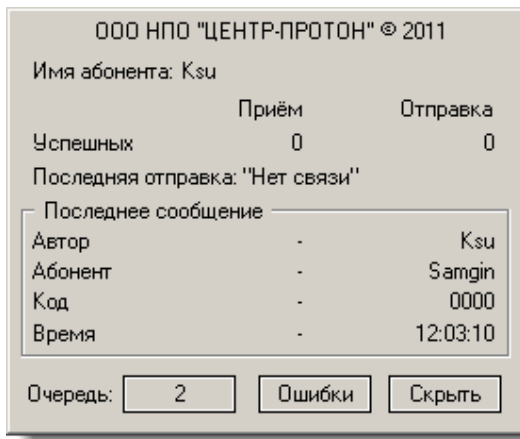 ООО НПО "ЦЕНТР-ПРОТОН" © 2011
Имя абонента: Ksu
Приём Отправка
Успешных 0 0
Последняя отправка: "Нет связи"
Последнее сообщение
Автор - Ksu
Абонент - Samgin
Код - 0000
Время - 12:03:10
Очередь: 2 Ошибки Скрыть